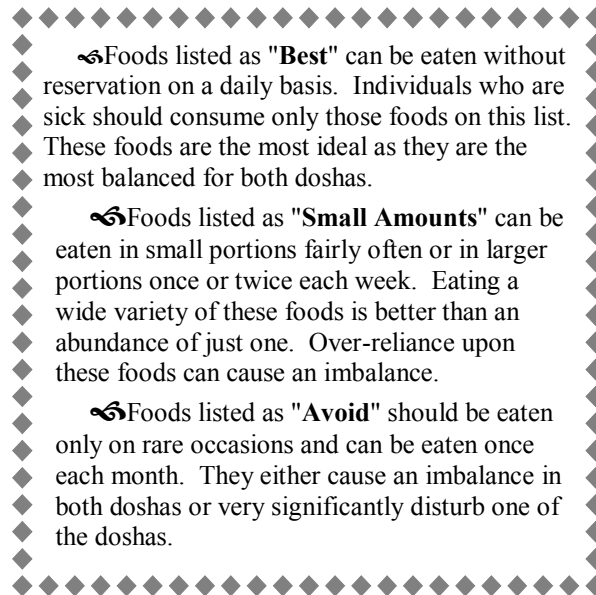 Foods listed as "Best" can be eaten without
reservation on a daily basis.  Individuals who are
sick should consume only those foods on this list.
These foods are the most ideal as they are the
most balanced for both doshas.
Foods listed as "Small Amounts" can be
eaten in small portions fairly often or in larger
portions once or twice each week.  Eating a
wide variety of these foods is better than an
abundance of just one.  Over-reliance upon
these foods can cause an imbalance.
Foods listed as "Avoid" should be eaten
only on rare occasions and can be eaten once
each month.  They either cause an imbalance in
both doshas or very significantly disturb one of
the doshas.